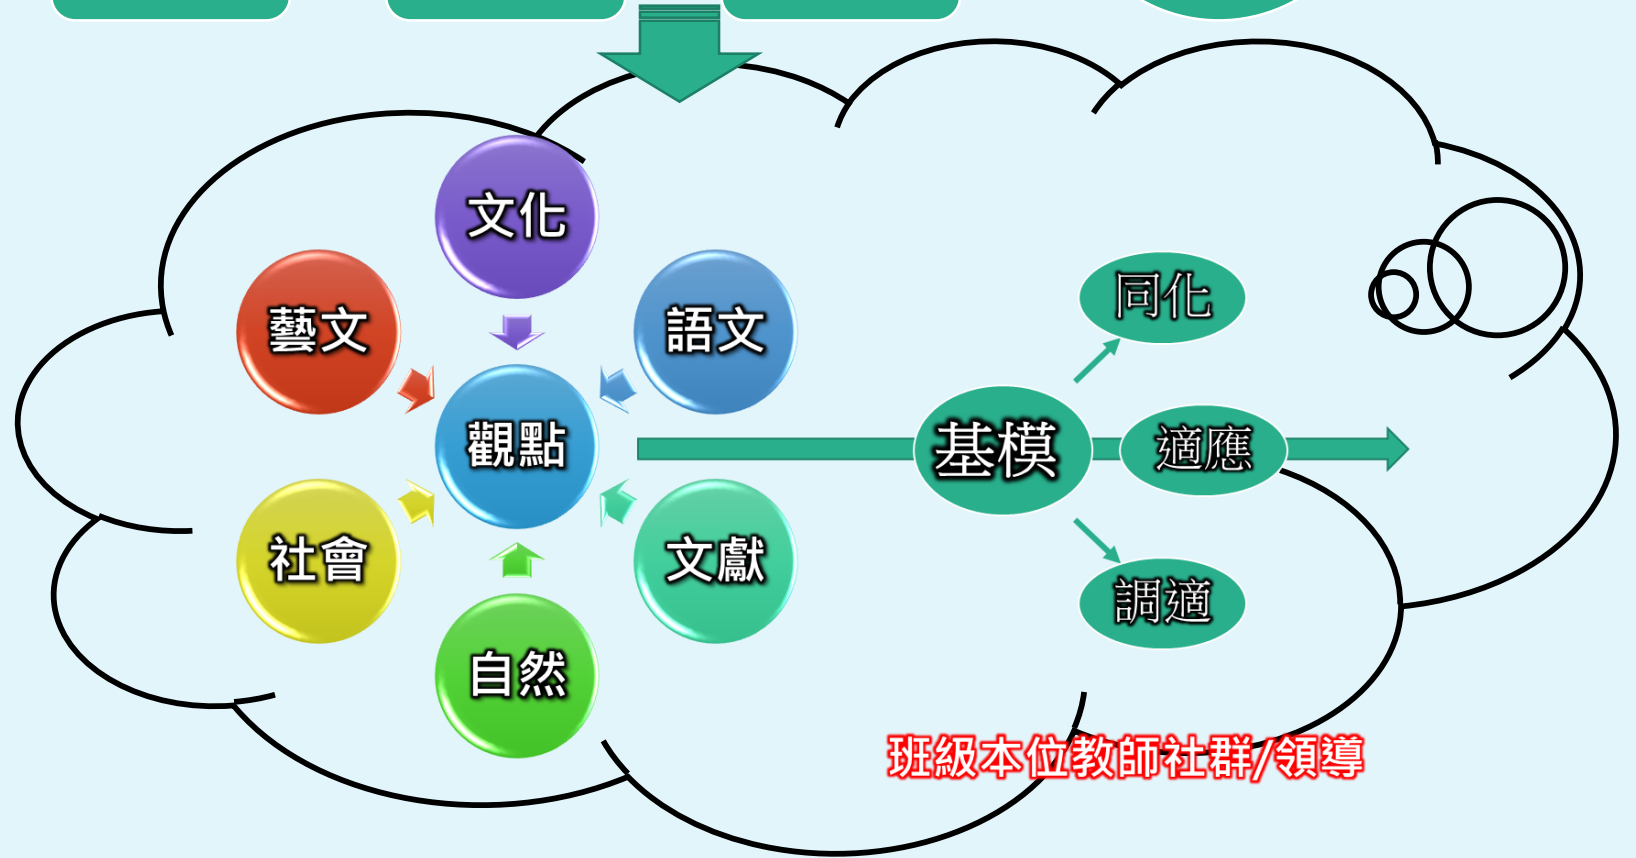 文化
藝文
語文
觀點
社會
文獻
自然
基模
同化
適應
調適
班級本位教師社群/領導